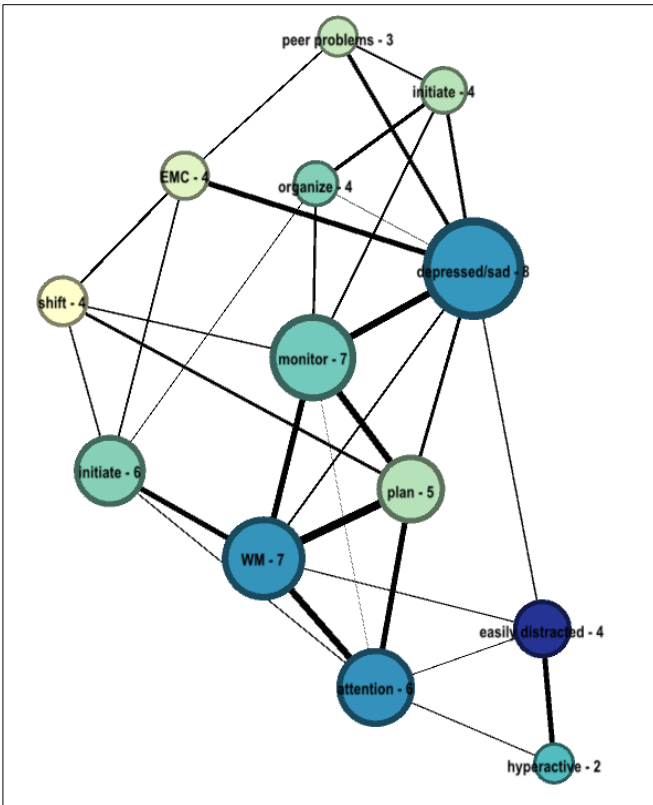 peer problems - 3
initiate - 4
EMC - 4
organize - 4
depressed/sad - 8
shift - 4
monitor - 7
initiate - 6
plan - 5
WM - 7
easily distracted - 4
attention - 6
hyperactive - 2